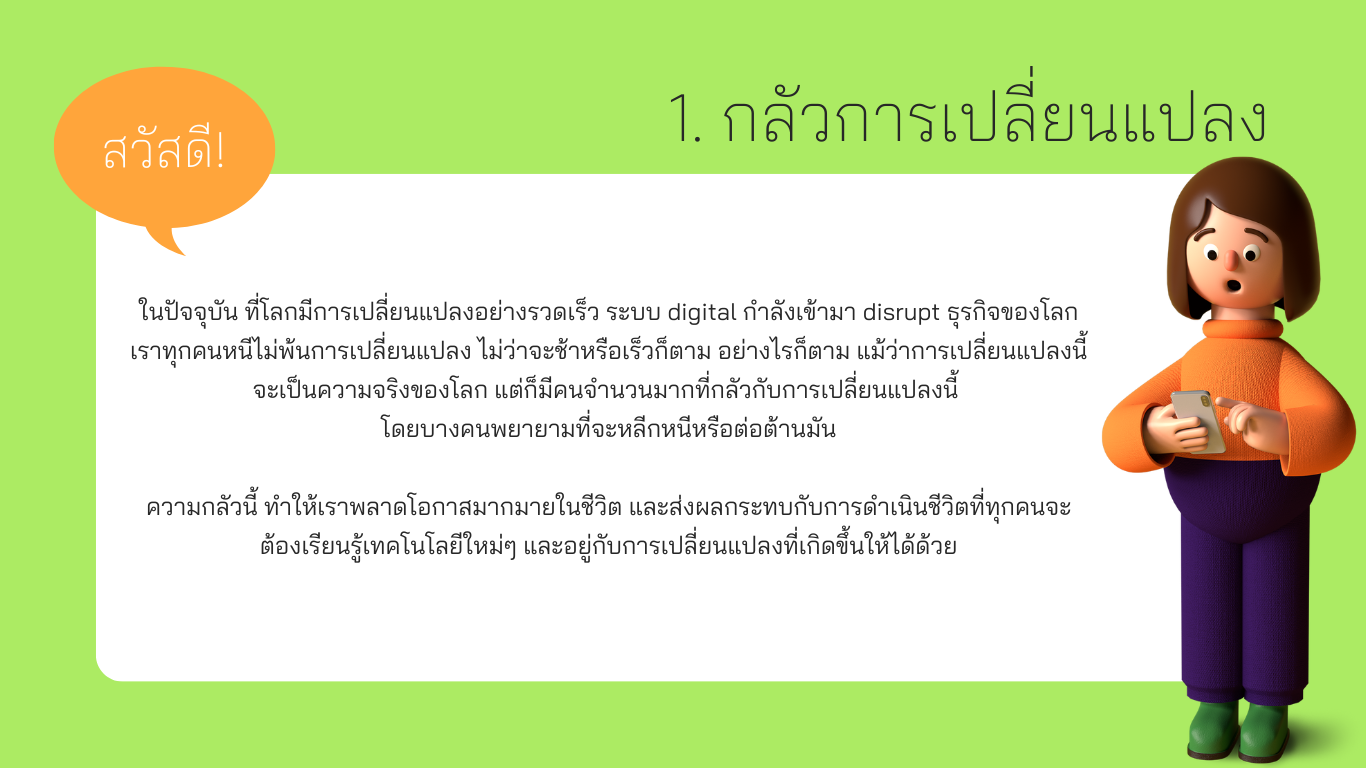 สวัสดี!
1. กลัวการเปลี่ยนแปลง
ในปัจจุบัน ที่โลกมีการเปลี่ยนแปลงอย่างรวดเร็ว ระบบ digital กำลังเข้ามา disrupt ธุรกิจของโลก
เราทุกคนหนีไม่พ้นการเปลี่ยนแปลง ไม่ว่าจะช้าหรือเร็วก็ตาม อย่างไรก็ตาม แม้ว่าการเปลี่ยนแปลงนี้
จะเป็นความจริงของโลก แต่ก็มีคนจำนวนมากที่กลัวกับการเปลี่ยนแปลงนี้
โดยบางคนพยายามที่จะหลีกหนีหรือต่อต้านมัน
ความกลัวนี้ ทำให้เราพลาดโอกาสมากมายในชีวิต และส่งผลกระทบกับการดำเนินชีวิตที่ทุกคนจะ
ต้องเรียนรู้เทคโนโลยีใหม่ๆ และอยู่กับการเปลี่ยนแปลงที่เกิดขึ้นให้ได้ด้วย